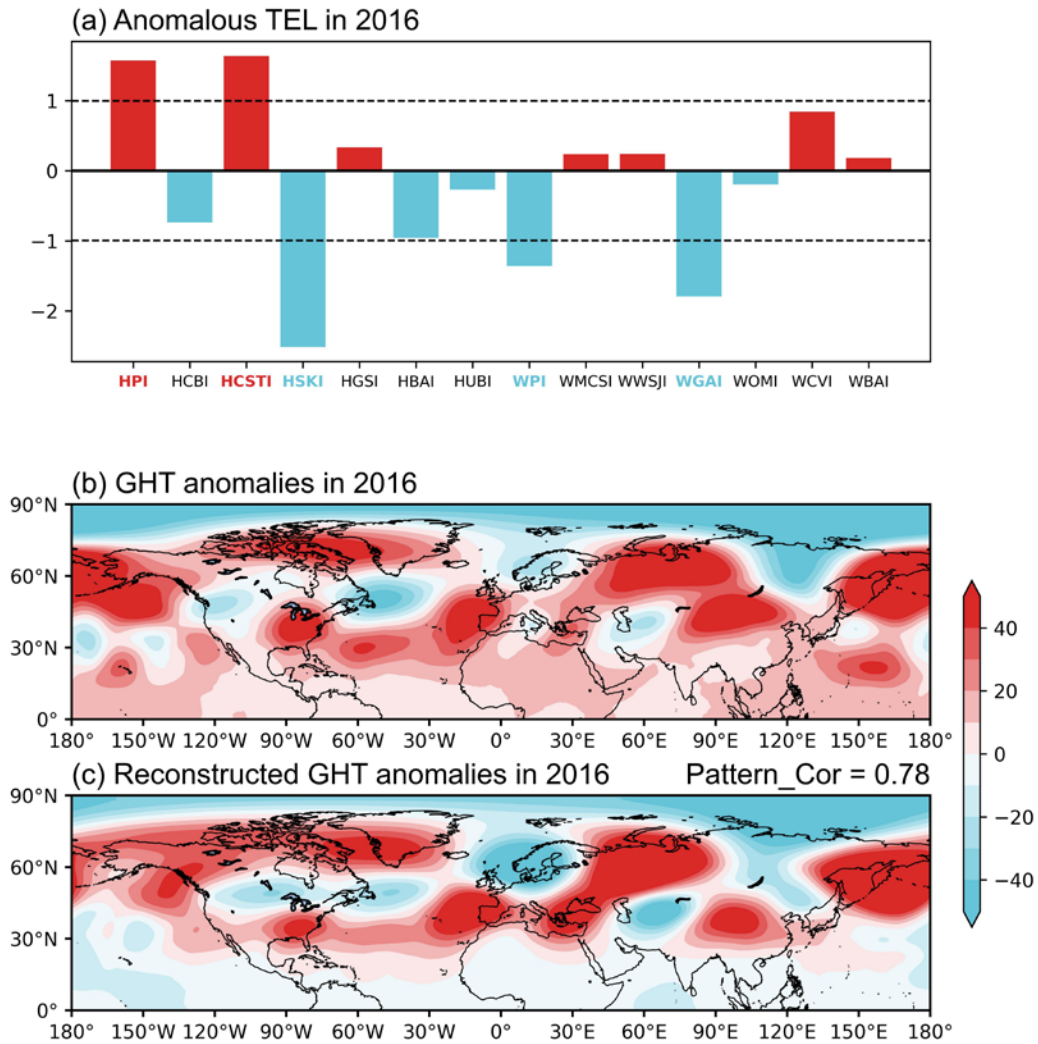 (a) Anomalous TEL in 2016
1
0
−1
−2
HPI HCBI HCSTI HSKI HGSI HBAI HUBI WPI WMCSI WWSJI WGAI WOMI WCVI WBAI
(b) GHT anomalies in 2016
90°N
60°N
30°N
0°
180° 150°W 120°W 90°W 60°W 30°W 0° 30°E 60°E 90°E 120°E 150°E 180°
(c) Reconstructed GHT anomalies in 2016 Pattern_Cor = 0.78
90°N
60°N
30°N
0°
180° 150°W 120°W 90°W 60°W 30°W 0° 30°E 60°E 90°E 120°E 150°E 180°
40
20
0
−20
−40